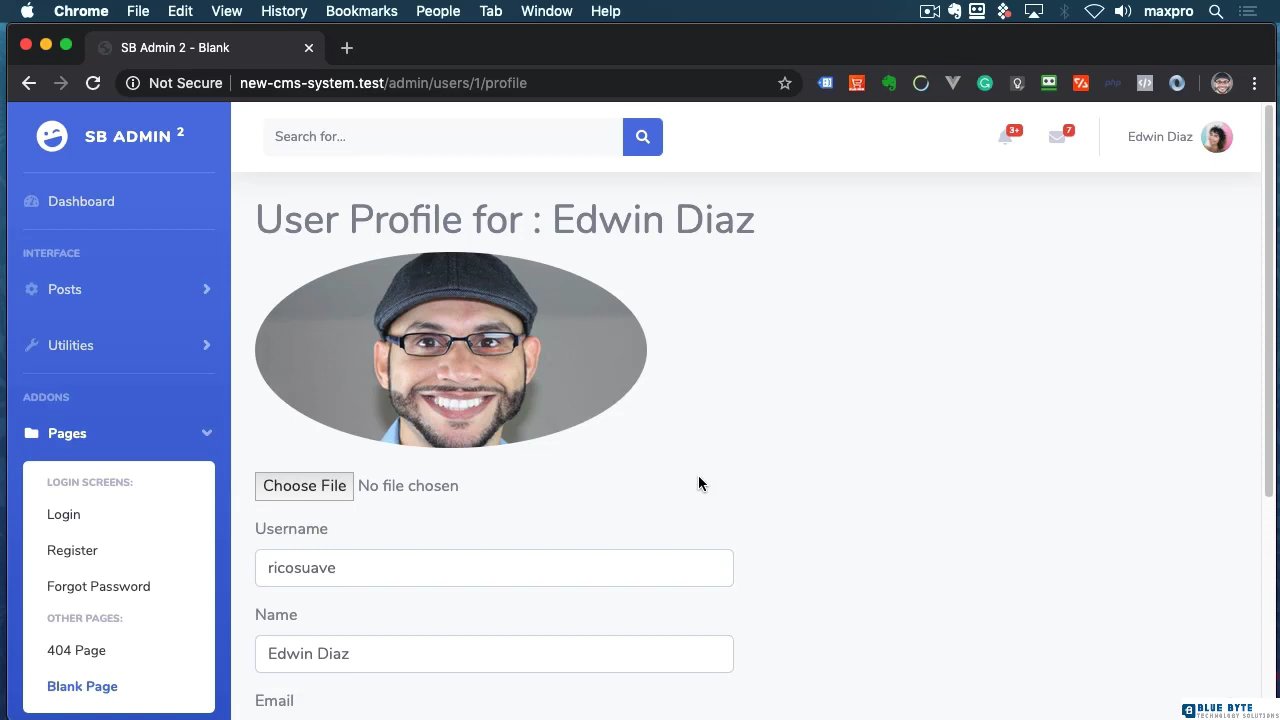 Chrome File Edit View History Bookmarks People Tab Window Help maxpro
SB Admin 2 - Blank
Not Secure new-cms-system.test/admin/users/1/profile
SB ADMIN 2
Search for...
3+
7
Edwin Diaz
Dashboard
INTERFACE
Posts
Utilities
ADDONS
Pages
LOGIN SCREENS:
Login
Register
Forgot Password
OTHER PAGES:
404 Page
Blank Page
User Profile for : Edwin Diaz
Choose File No file chosen
Username
ricosuave
Name
Edwin Diaz
Email
BLUE BYTE
TECHNOLOGY SOLUTIONS